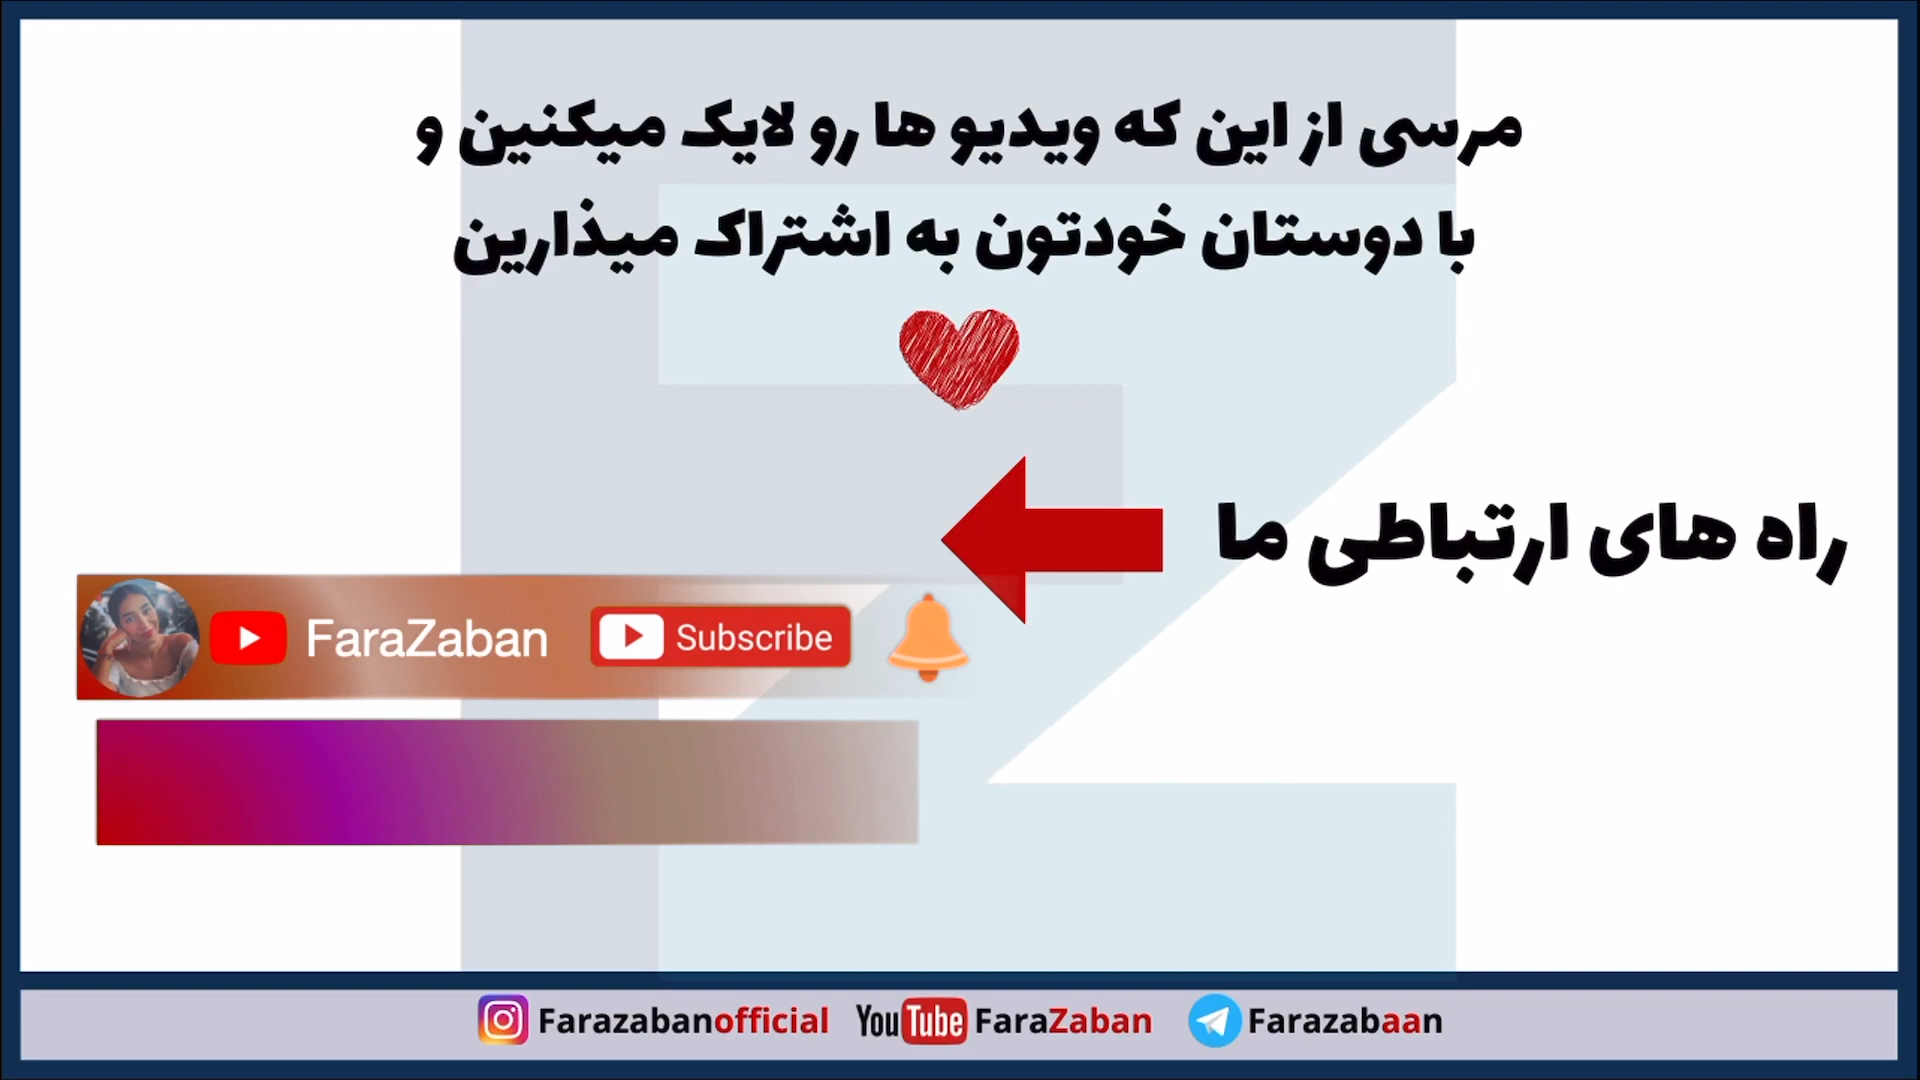 مرسی از این که ویدیو ها رو لایک میکنین و
با دوستان خودتون به اشتراک میذارین
راه های ارتباطی ما
FaraZaban Subscribe
Farazabanofficial YouTube FaraZaban Farazabaan